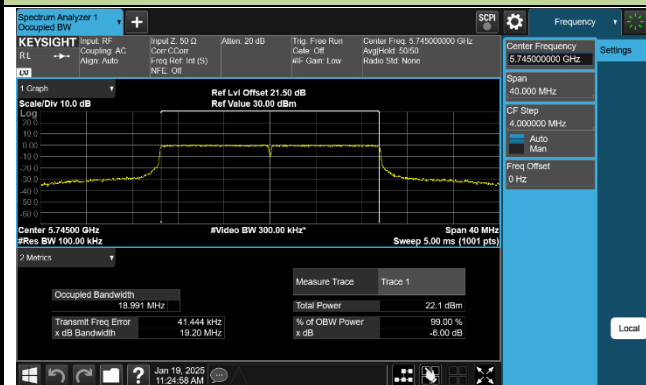 Spectrum Analyzer 1
Occupied BW
+
SCPI
Frequency
KEYSIGHT
RL
LXI
Input: RF
Coupling: AC
Align: Auto
Input Z: 50 Ω
Corr CCorr
Freq Ref: Int (S)
NFE: Off
Atten: 20 dB
Trig: Free Run
Gate: Off
#IF Gain: Low
Center Freq: 5.745000000 GHz
Avg|Hold: 50/50
Radio Std: None
Center Frequency
5.745000000 GHz
Settings
Span
40.000 MHz
CF Step
4.000000 MHz
Auto
Man
Freq Offset
0 Hz
1 Graph
Scale/Div 10.0 dB
Ref Lvl Offset 21.50 dB
Ref Value 30.00 dBm
Log
20.0
10.0
0.00
-10.0
-20.0
-30.0
-40.0
-50.0
-60.0
Center 5.74500 GHz
#Video BW 300.00 kHz*
Span 40 MHz
#Res BW 100.00 kHz
Sweep 5.00 ms (1001 pts)
2 Metrics
Measure Trace
Trace 1
Occupied Bandwidth
18.991 MHz
Total Power
22.1 dBm
Transmit Freq Error
41.444 kHz
% of OBW Power
99.00 %
x dB Bandwidth
19.20 MHz
x dB
-6.00 dB
Local
?
Jan 19, 2025
11:24:58 AM